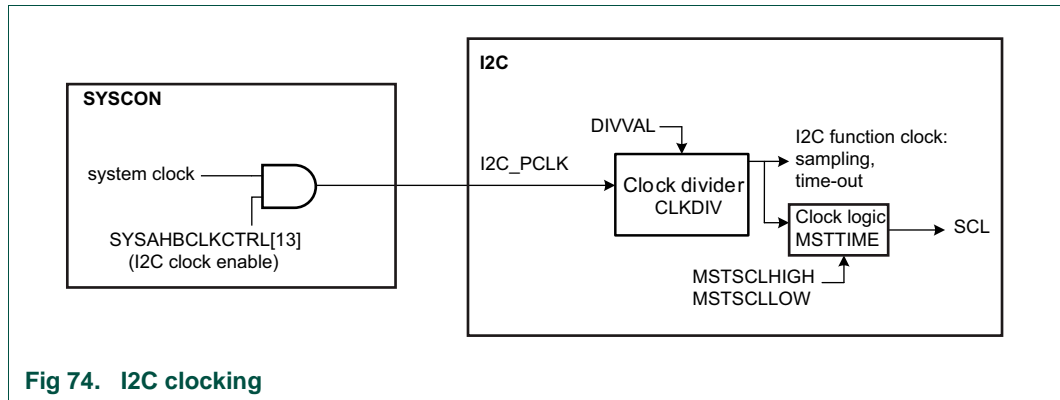 I2C
SYSCON
DIVVAL
I2C function clock:
sampling,
time-out
system clock
I2C_PCLK
Clock divider
CLKDIV
Clock logic
MSTTIME
SCL
SYSAHBCLKCTRL[13]
(I2C clock enable)
MSTSCLHIGH
MSTSCLLOW
Fig 74. I2C clocking